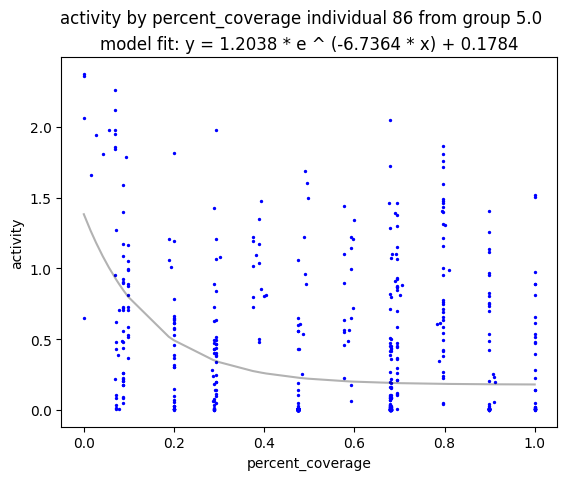 activity by percent_coverage individual 86 from group 5.0
model fit: y = 1.2038 * e ^ (-6.7364 * x) + 0.1784
2.0
1.5
1.0
0.5
0.0
activity
0.0 0.2 0.4 0.6 0.8 1.0
percent_coverage